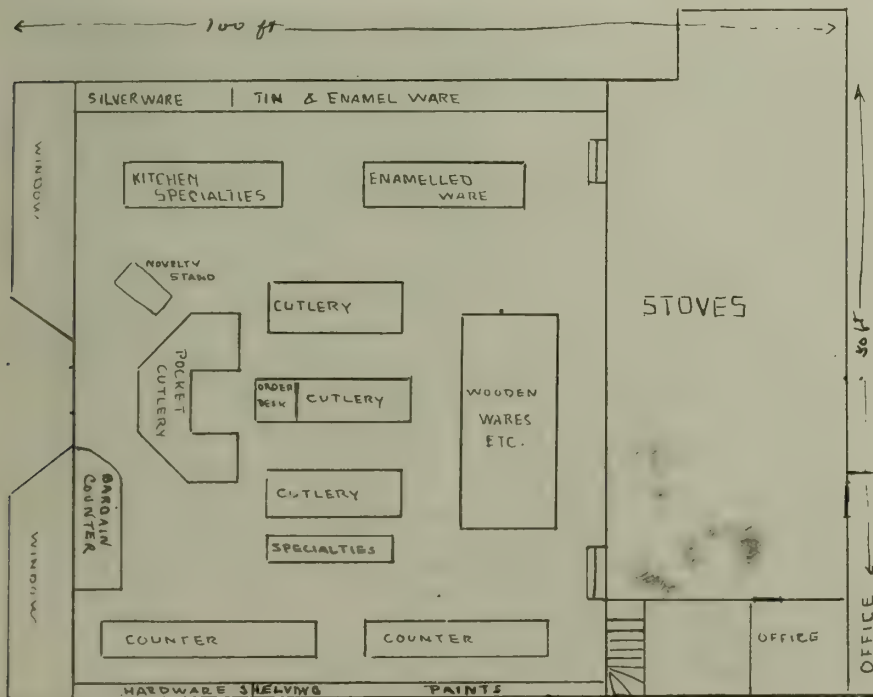 100 ft
SILVERWARE
TIN & ENAMEL WARE
WINDOW
KITCHEN
SPECIALTIES
ENAMELLED
WARE
NOVELTY
STAND
CUTLERY
STOVES
50 ft
POCKET
CUTLERY
ORDER
DESK
CUTLERY
WOODEN
WARES
ETC.
BARGAIN
COUNTER
CUTLERY
SPECIALTIES
WINDOW
COUNTER
COUNTER
OFFICE
OFFICE
HARDWARE SHELVING
PAINTS